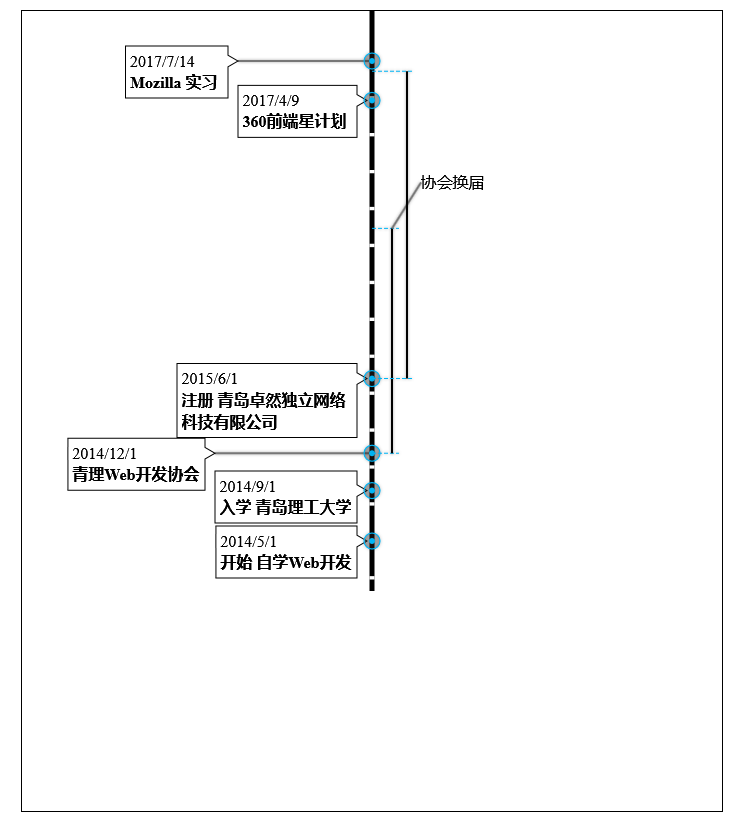 2017/7/14
Mozilla 实习
2017/4/9
360前端星计划
协会换届
2015/6/1
注册 青岛卓然独立网络
科技有限公司
2014/12/1
青理Web开发协会
2014/9/1
入学 青岛理工大学
2014/5/1
开始 自学Web开发